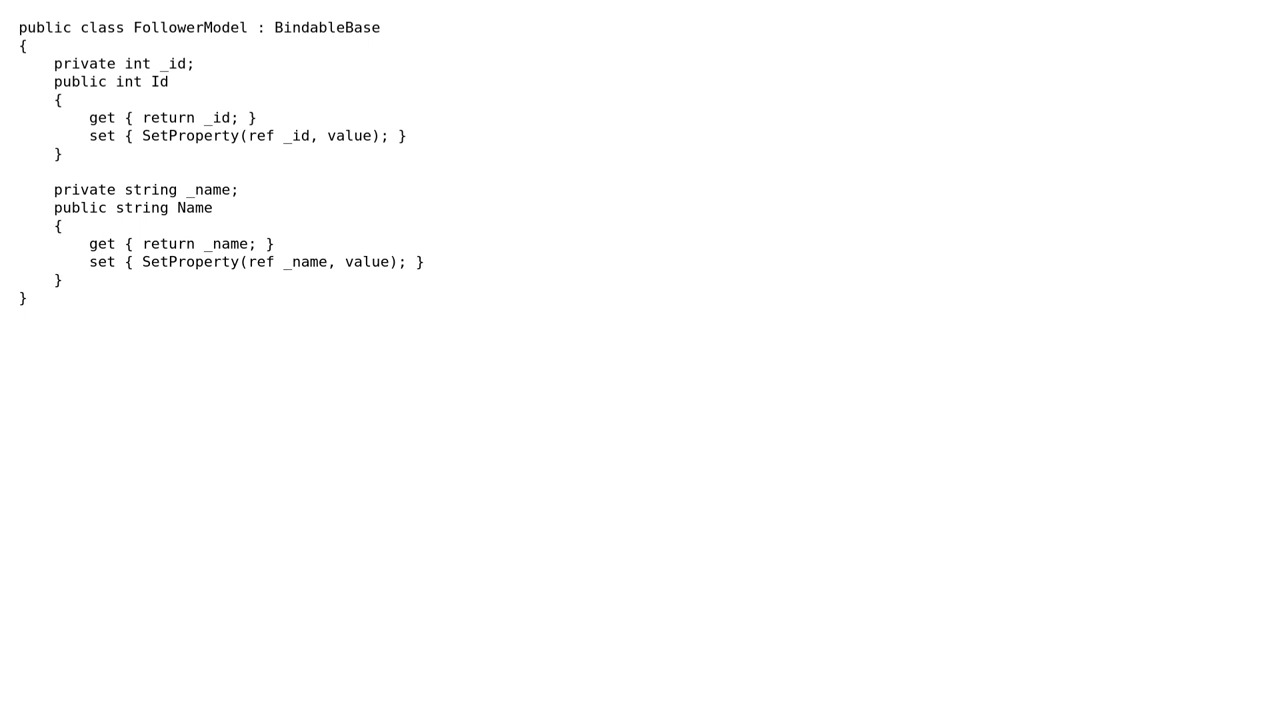 public class FollowerModel : BindableBase
{
    private int _id;
    public int Id
    {
        get { return _id; }
        set { SetProperty(ref _id, value); }
    }

    private string _name;
    public string Name
    {
        get { return _name; }
        set { SetProperty(ref _name, value); }
    }
}